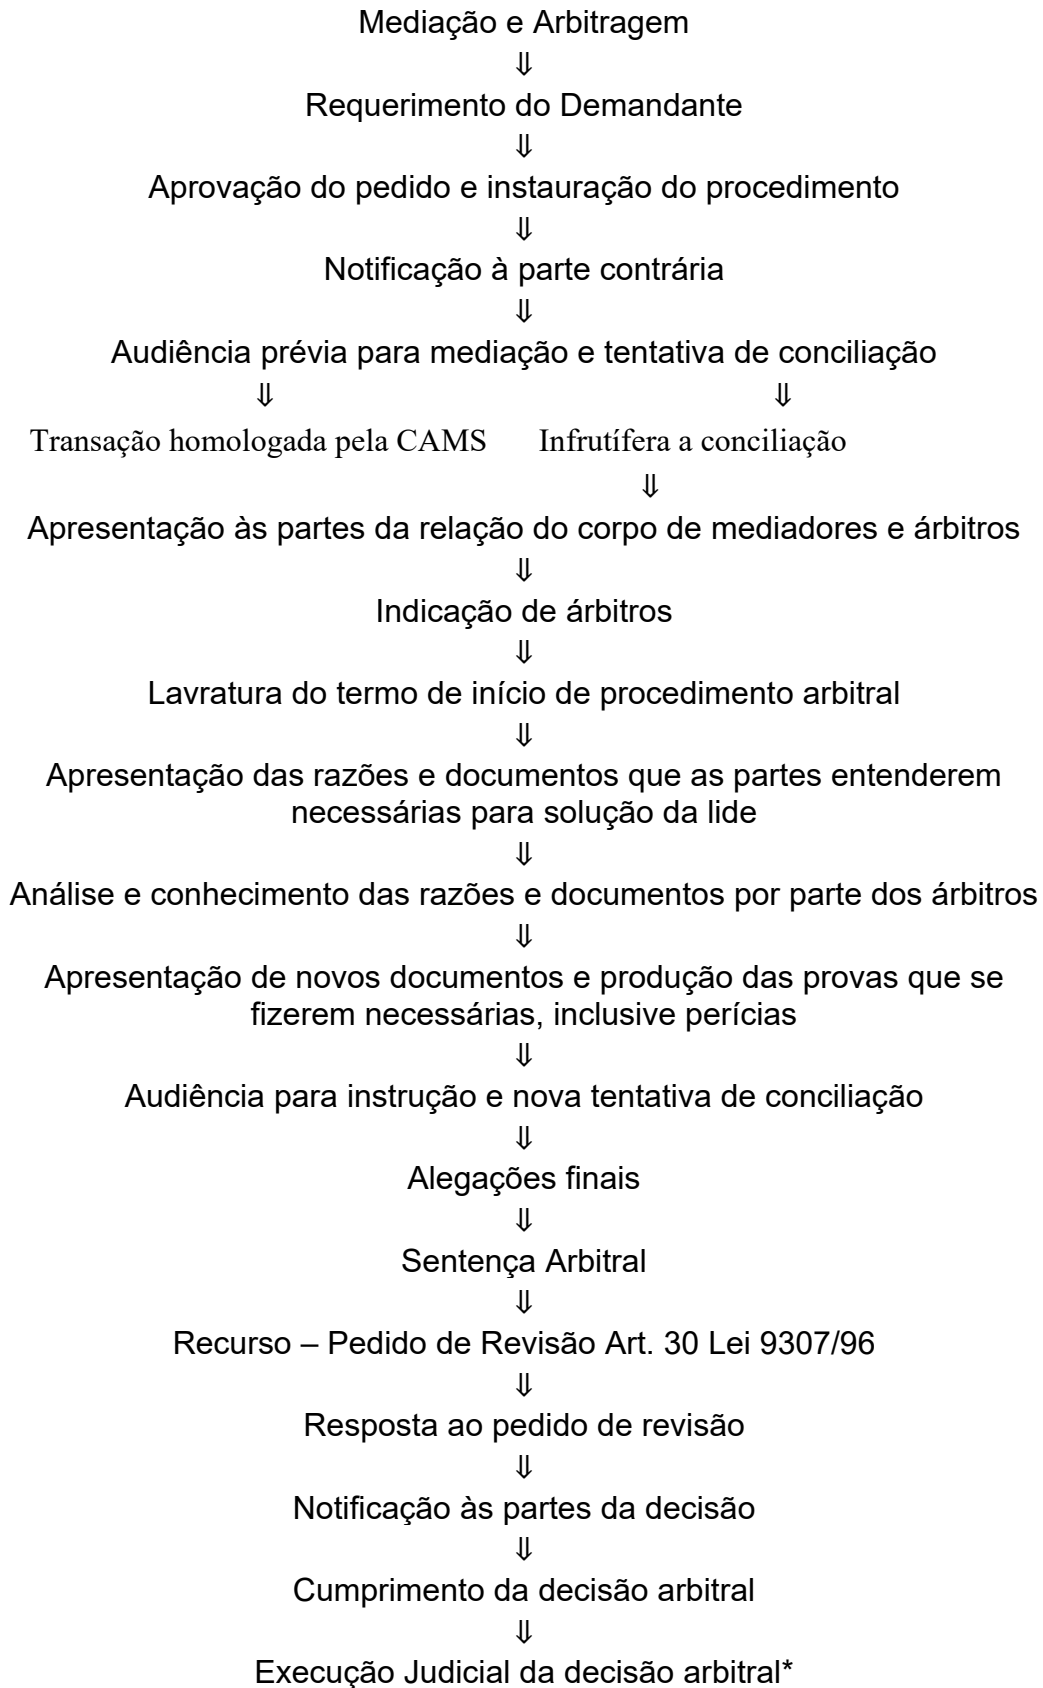 Mediação e Arbitragem
⇓
Requerimento do Demandante
⇓
Aprovação do pedido e instauração do procedimento
⇓
Notificação à parte contrária
⇓
Audiência prévia para mediação e tentativa de conciliação
⇓ ⇓
Transação homologada pela CAMS Infrutífera a conciliação
⇓
Apresentação às partes da relação do corpo de mediadores e árbitros
⇓
Indicação de árbitros
⇓
Lavratura do termo de início de procedimento arbitral
⇓
Apresentação das razões e documentos que as partes entenderem
necessárias para solução da lide
⇓
Análise e conhecimento das razões e documentos por parte dos árbitros
⇓
Apresentação de novos documentos e produção das provas que se
fizerem necessárias, inclusive perícias
⇓
Audiência para instrução e nova tentativa de conciliação
⇓
Alegações finais
⇓
Sentença Arbitral
⇓
Recurso – Pedido de Revisão Art. 30 Lei 9307/96
⇓
Resposta ao pedido de revisão
⇓
Notificação às partes da decisão
⇓
Cumprimento da decisão arbitral
⇓
Execução Judicial da decisão arbitral*